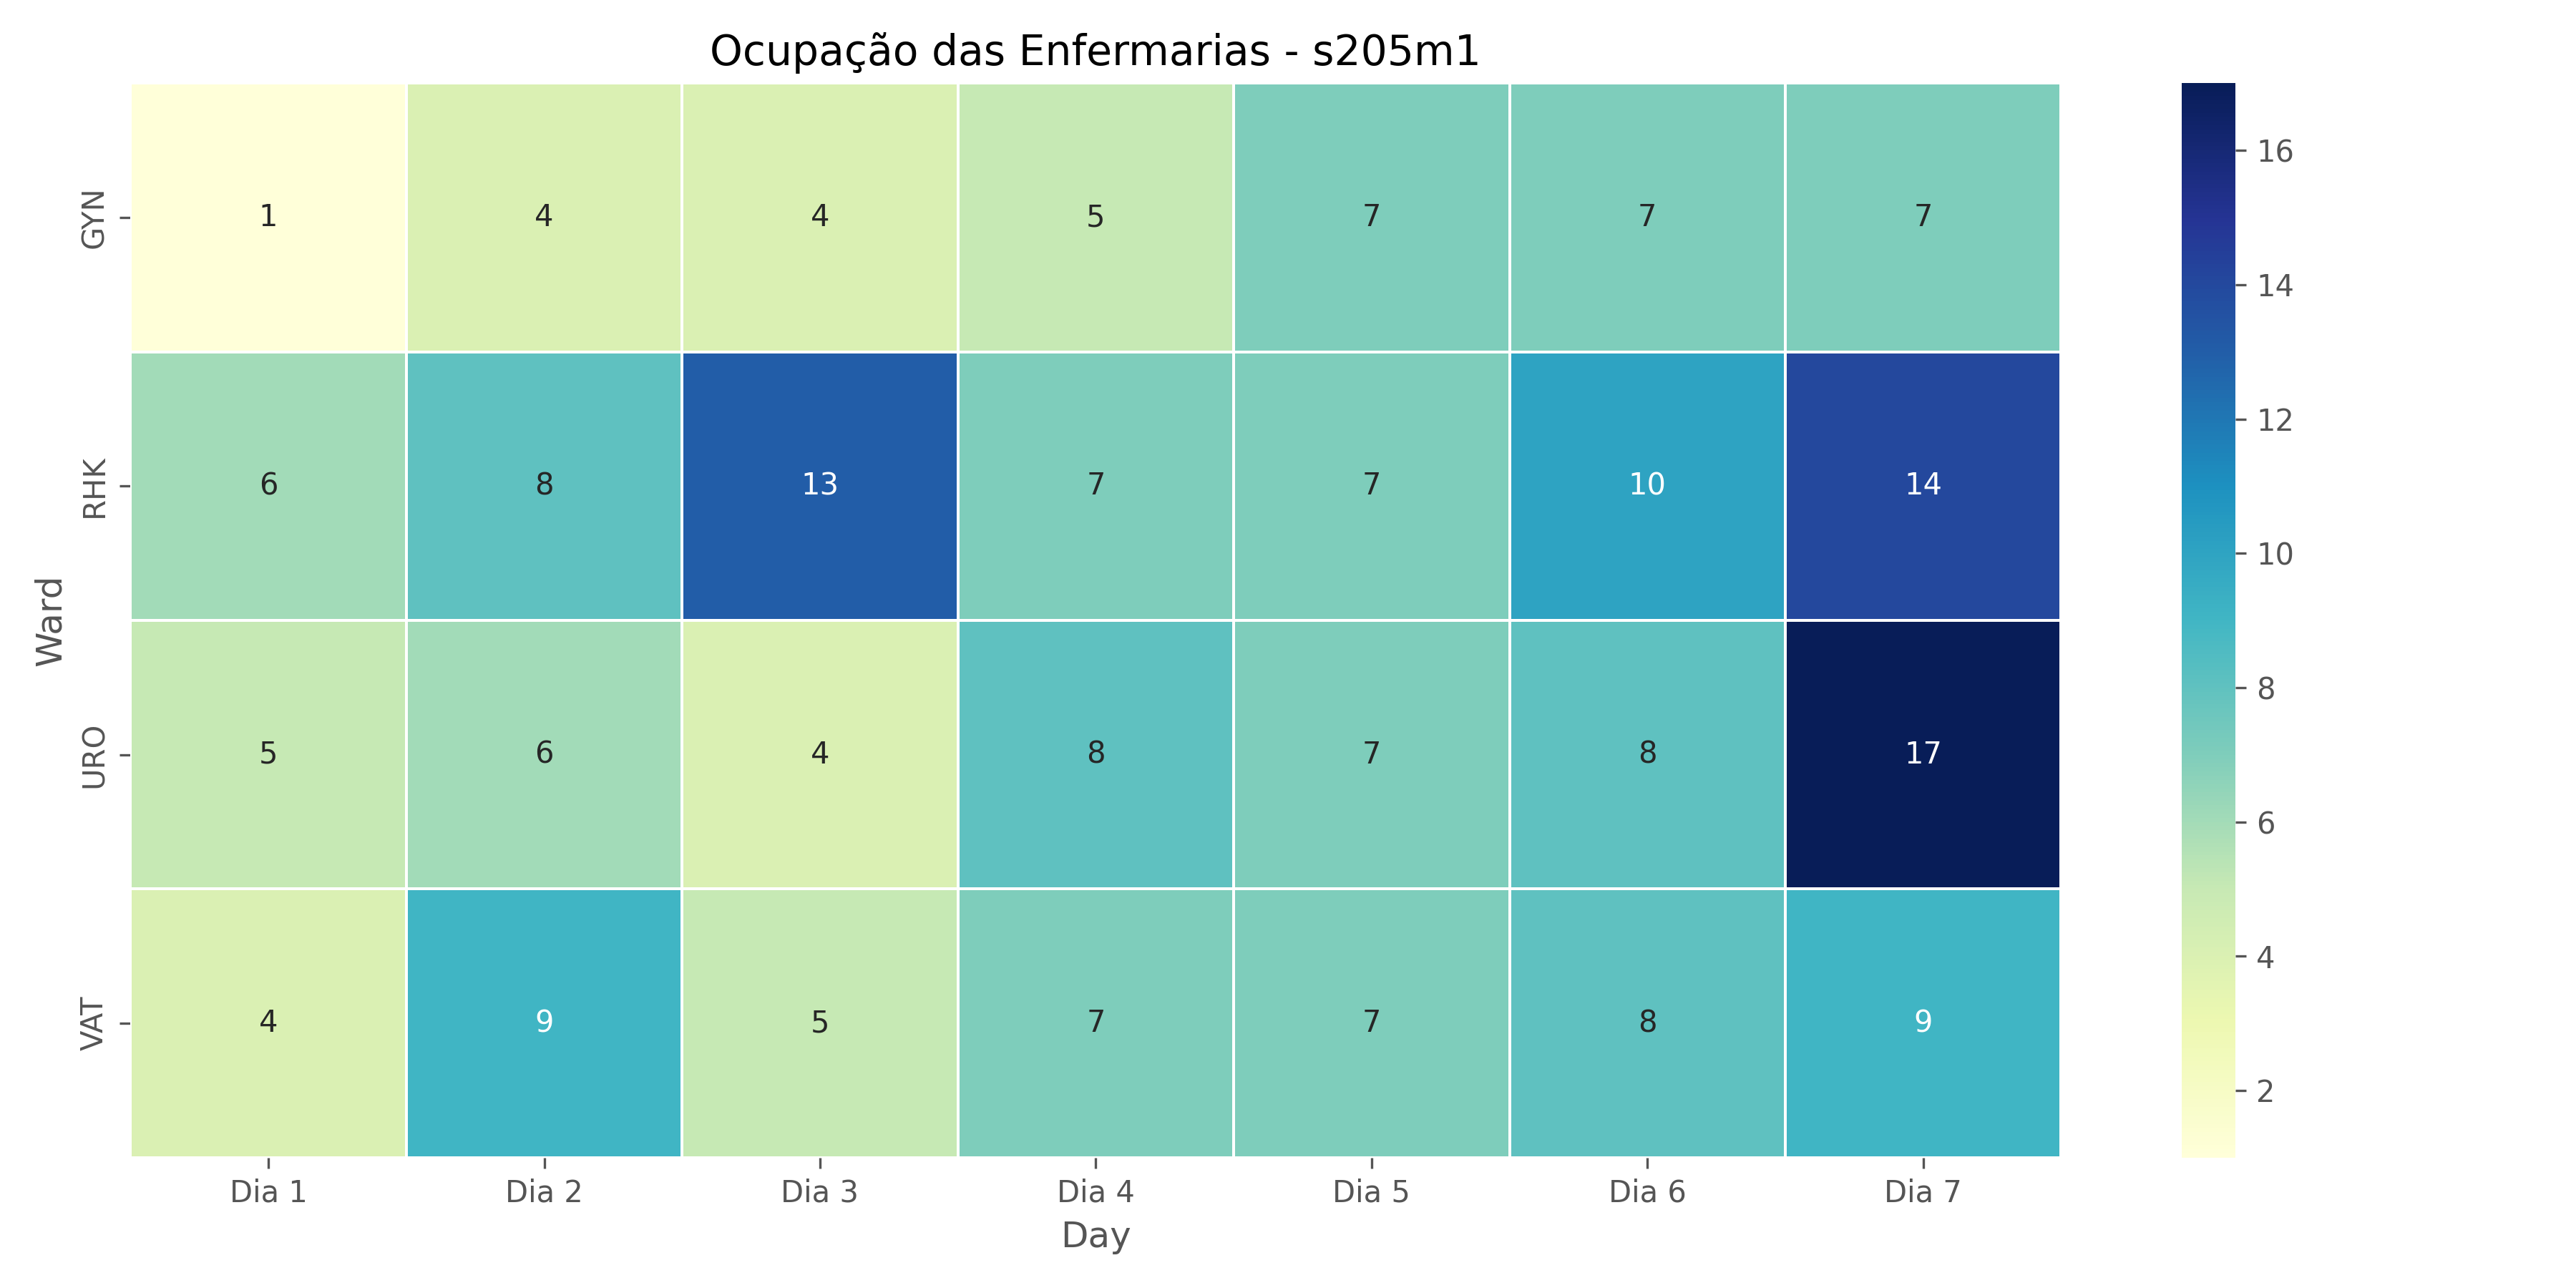 Ocupação das Enfermarias - s205m1
Ward
GYN 1 4 4 5 7 7 7
RHK 6 8 13 7 7 10 14
URO 5 6 4 8 7 8 17
VAT 4 9 5 7 7 8 9
Dia 1 Dia 2 Dia 3 Dia 4 Dia 5 Dia 6 Dia 7
Day
16
14
12
10
8
6
4
2